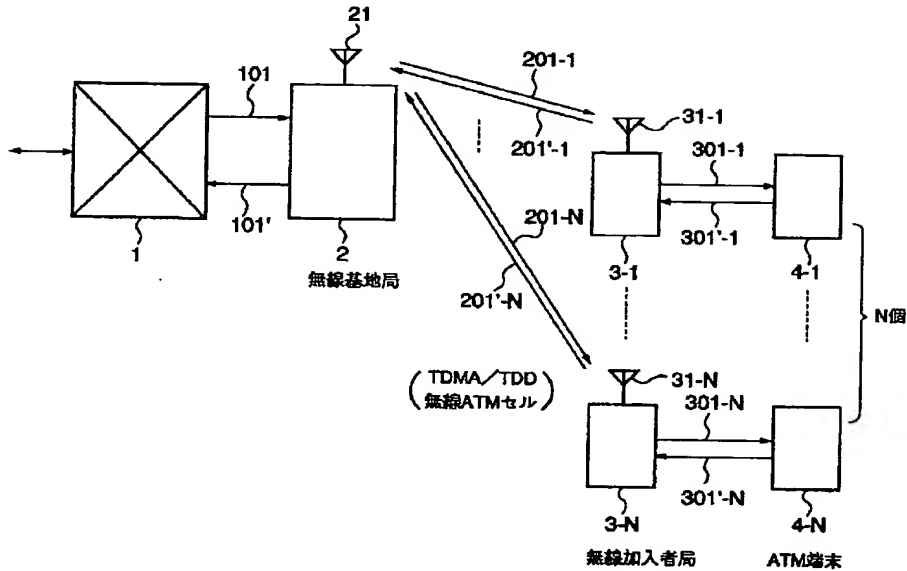 21
101
101'
1
2
無線基地局
201-1
201'-1
201-N
201'-N
31-1
301-1
301'-1
3-1
4-1
N個
(TDMA/TDD
無線ATMセル)
31-N
301-N
301'-N
3-N
4-N
無線加入者局
ATM端末